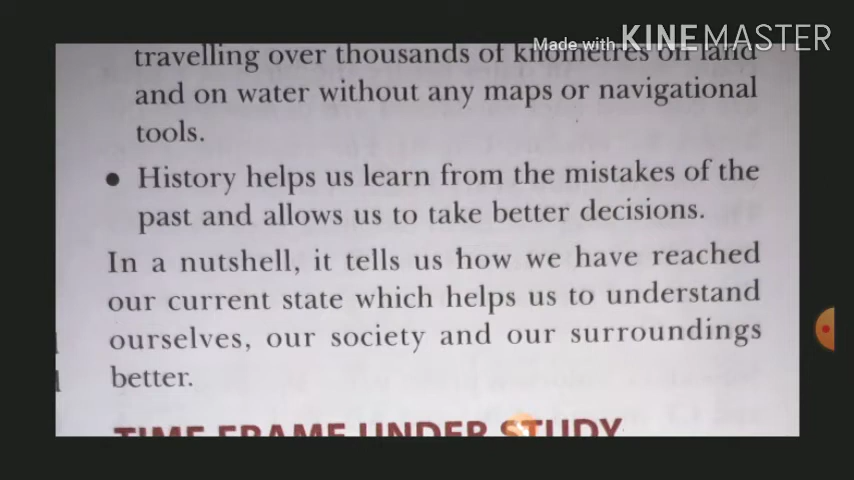 Made with KINEMASTER
travelling over thousands of kilometres on land
and on water without any maps or navigational
tools.
• History helps us learn from the mistakes of the
past and allows us to take better decisions.
In a nutshell, it tells us how we have reached
our current state which helps us to understand
ourselves, our society and our surroundings
better.
TIME FRAME UNDER STUDY